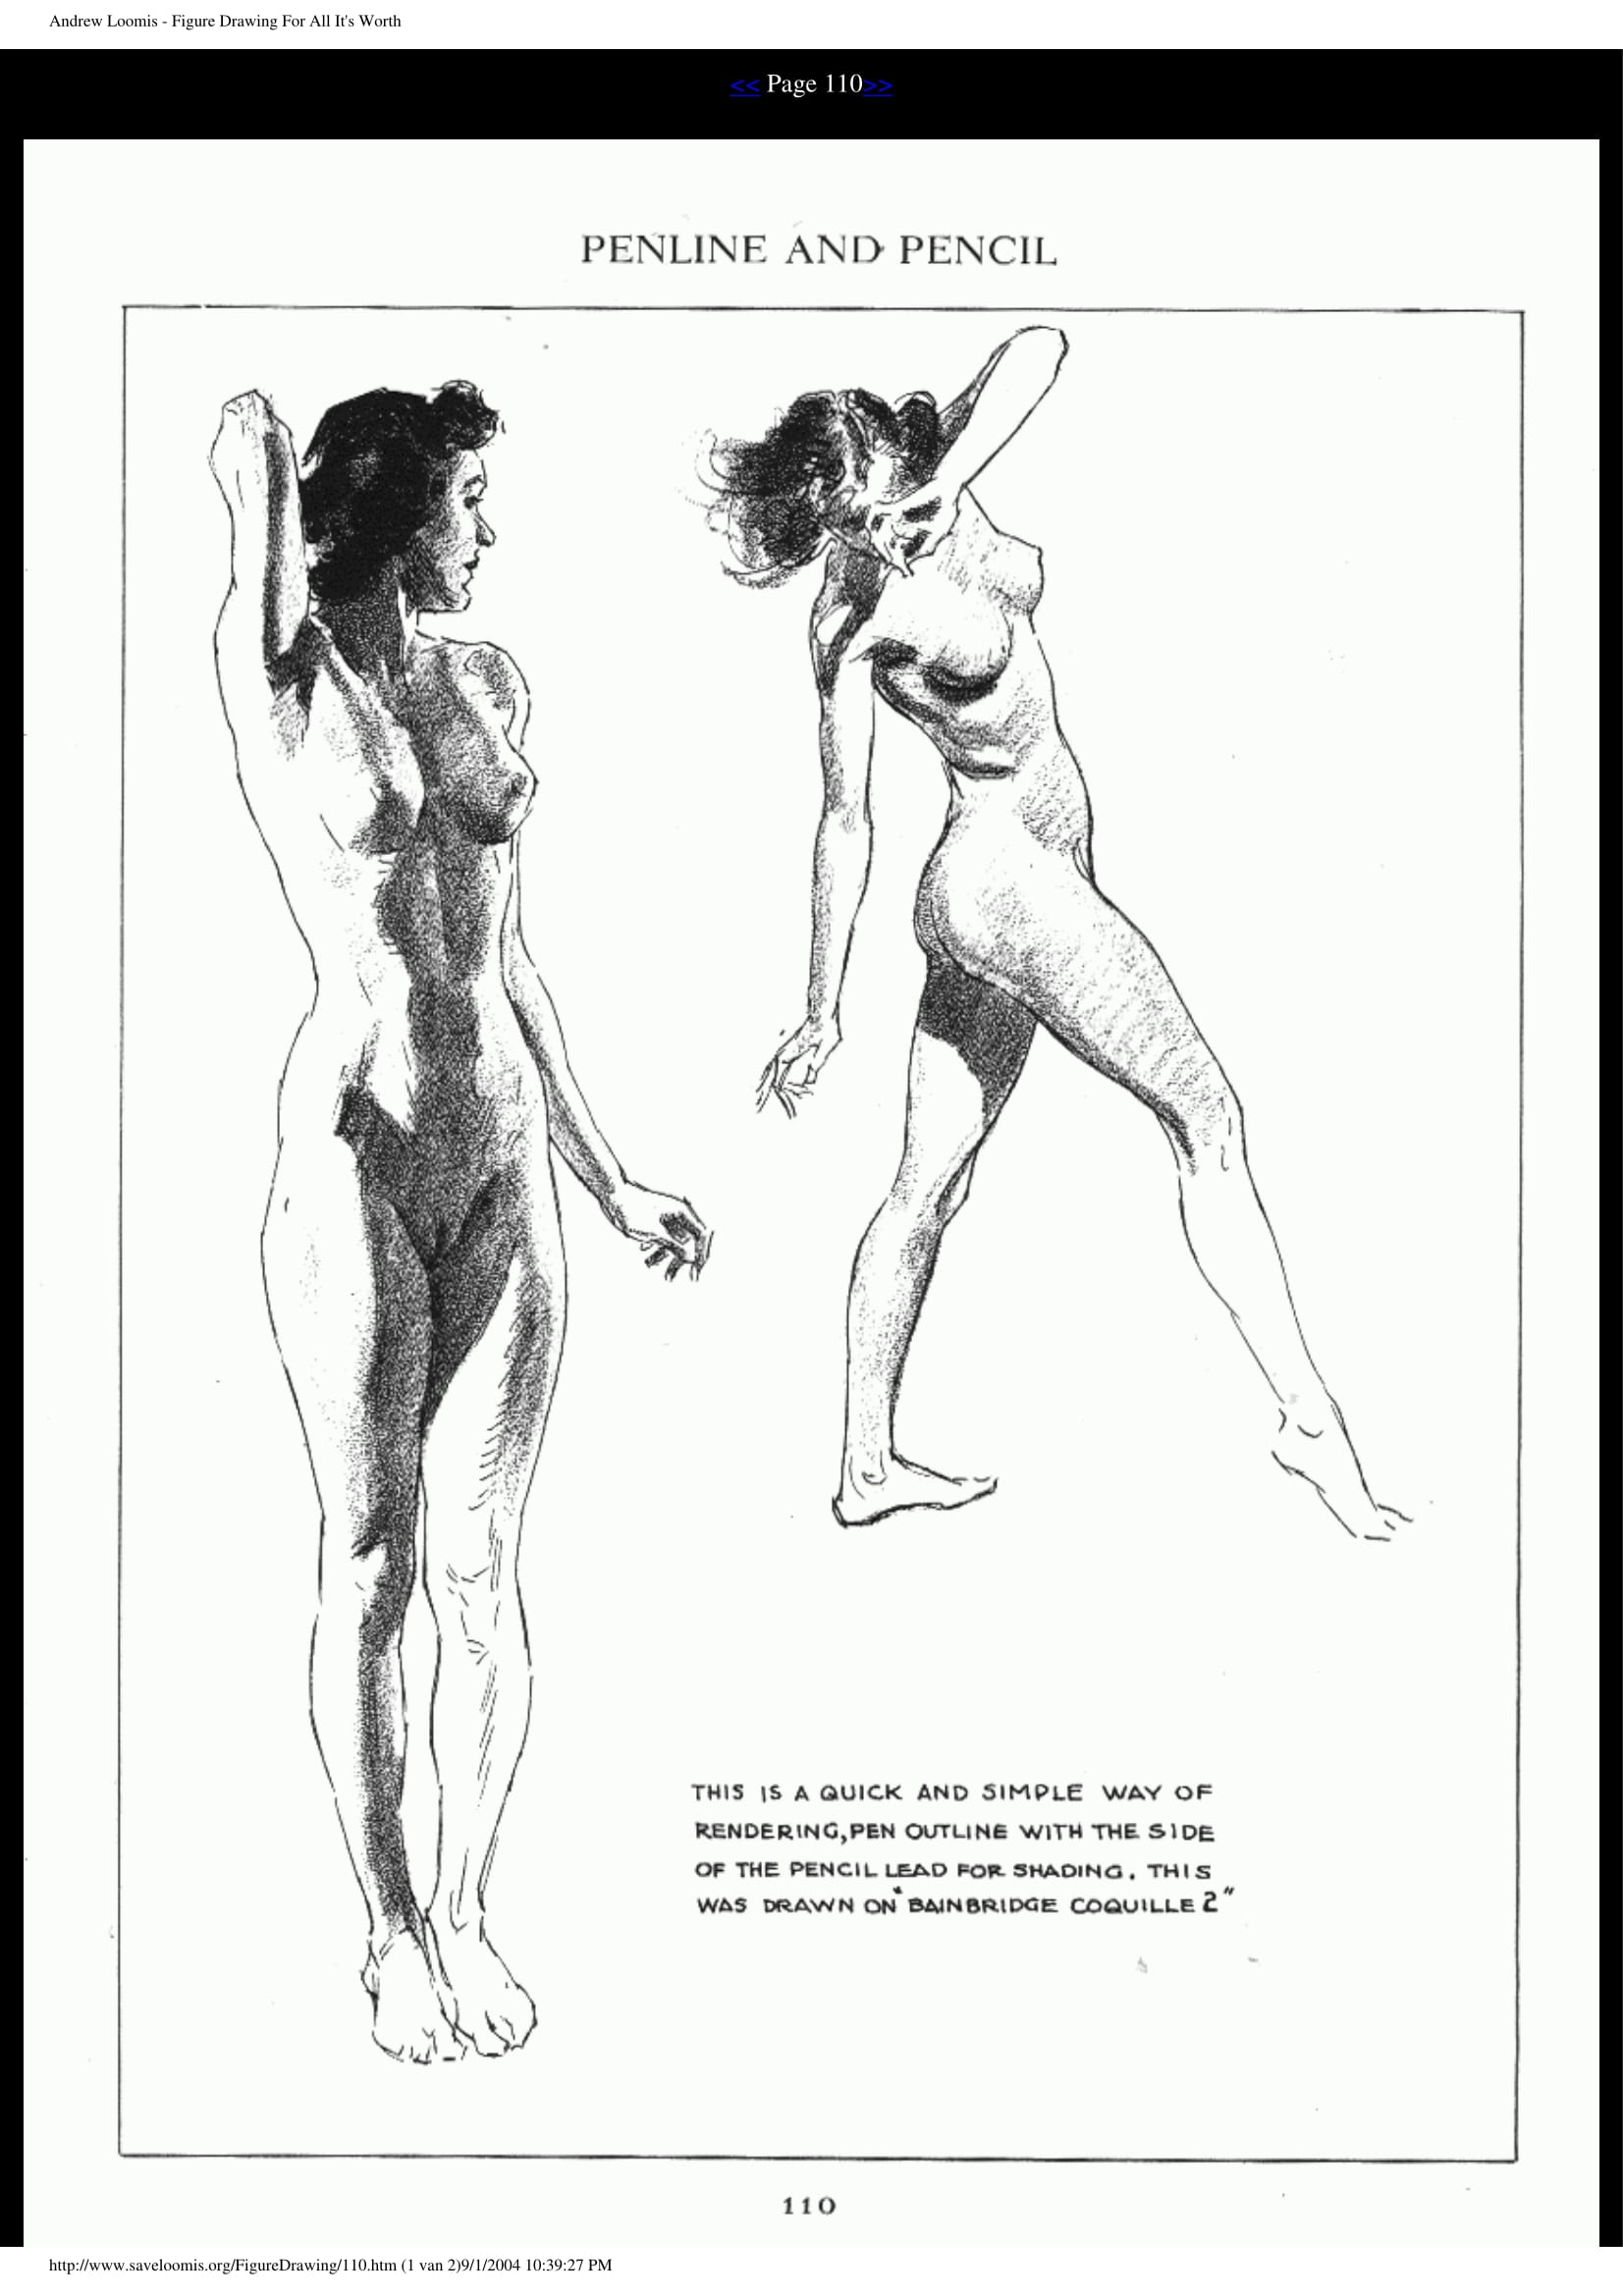 Andrew Loomis - Figure Drawing For All It's Worth
<< Page 110>>
PENLINE AND PENCIL
THIS IS A QUICK AND SIMPLE WAY OF
RENDERING, PEN OUTLINE WITH THE SIDE
OF THE PENCIL LEAD FOR SHADING. THIS
WAS DRAWN ON "BAINBRIDGE COQUILLE 2"
110
http://www.saveloomis.org/FigureDrawing/110.htm (1 van 2)9/1/2004 10:39:27 PM